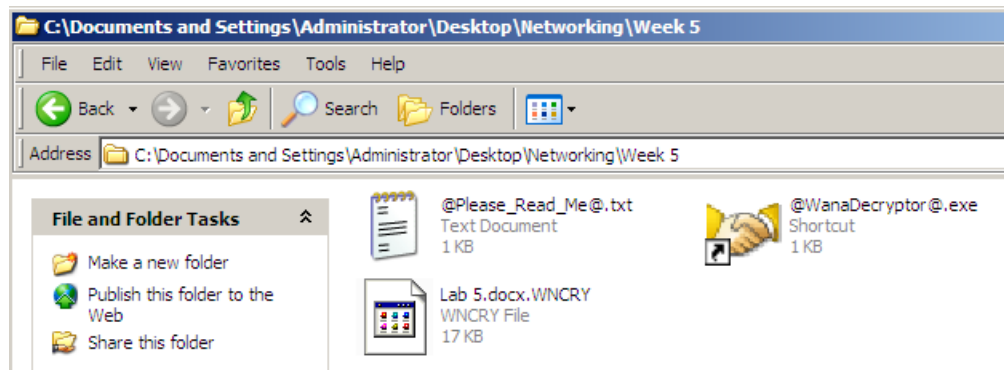 C:\Documents and Settings\Administrator\Desktop\Networking\Week 5
File Edit View Favorites Tools Help
Back Search Folders
Address C:\Documents and Settings\Administrator\Desktop\Networking\Week 5
File and Folder Tasks
Make a new folder
Publish this folder to the
Web
Share this folder
@Please_Read_Me@.txt
Text Document
1 KB
@WanaDecryptor@.exe
Shortcut
1 KB
Lab 5.docx.WNCRY
WNCRY File
17 KB